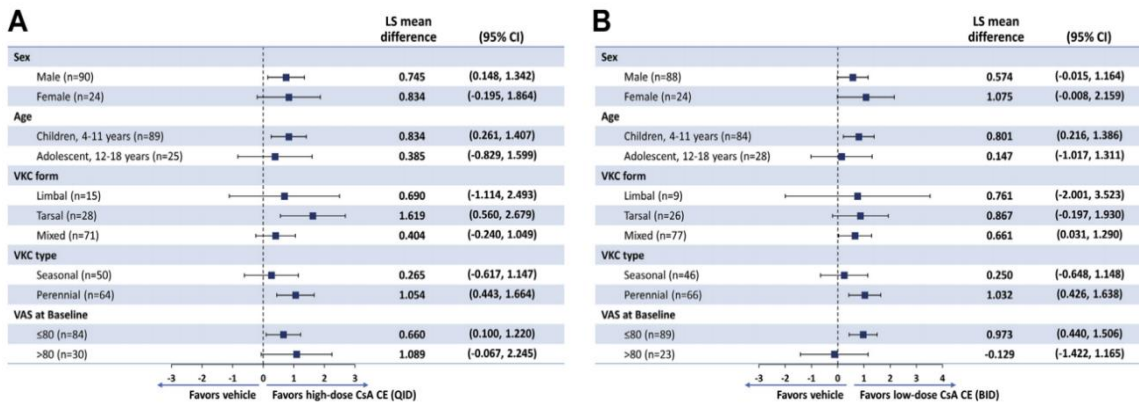 A
LS mean difference (95% CI)
Sex
Male (n=90) 0.745 (0.148, 1.342)
Female (n=24) 0.834 (-0.195, 1.864)
Age
Children, 4-11 years (n=89) 0.834 (0.261, 1.407)
Adolescent, 12-18 years (n=25) 0.385 (-0.829, 1.599)
VKC form
Limbal (n=15) 0.690 (-1.114, 2.493)
Tarsal (n=28) 1.619 (0.560, 2.679)
Mixed (n=71) 0.404 (-0.240, 1.049)
VKC type
Seasonal (n=50) 0.265 (-0.617, 1.147)
Perennial (n=64) 1.054 (0.443, 1.664)
VAS at Baseline
≤80 (n=84) 0.660 (0.100, 1.220)
>80 (n=30) 1.089 (-0.067, 2.245)
-3 -2 -1 0 1 2 3
Favors vehicle Favors high-dose CsA CE (QID)
B
LS mean difference (95% CI)
Sex
Male (n=88) 0.574 (-0.015, 1.164)
Female (n=24) 1.075 (-0.008, 2.159)
Age
Children, 4-11 years (n=84) 0.801 (0.216, 1.386)
Adolescent, 12-18 years (n=28) 0.147 (-1.017, 1.311)
VKC form
Limbal (n=9) 0.761 (-2.001, 3.523)
Tarsal (n=26) 0.867 (-0.197, 1.930)
Mixed (n=77) 0.661 (0.031, 1.290)
VKC type
Seasonal (n=46) 0.250 (-0.648, 1.148)
Perennial (n=66) 1.032 (0.426, 1.638)
VAS at Baseline
≤80 (n=89) 0.973 (0.440, 1.506)
>80 (n=23) -0.129 (-1.422, 1.165)
-3 -2 -1 0 1 2 3 4
Favors vehicle Favors low-dose CsA CE (BID)